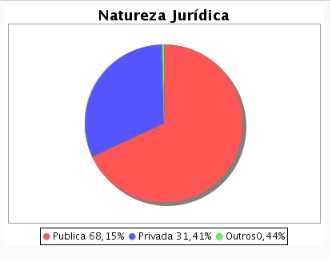 Natureza Jurídica
Publica 68,15% Privada 31,41% Outros0,44%